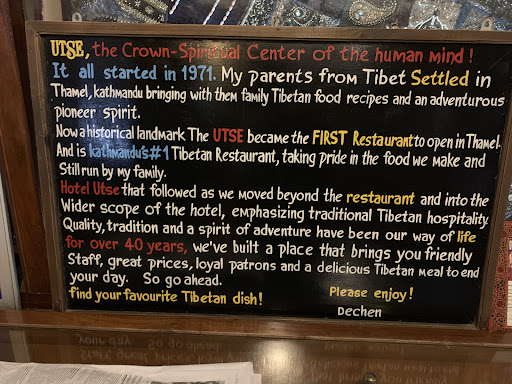 UTSE, the Crown-Spiritual Center of the human mind !
It all started in 1971. My parents from Tibet Settled in
Thamel, kathmandu bringing with them family Tibetan food recipes and an adventurous
pioneer spirit.
Now a historical landmark The UTSE became the FIRST Restaurant to open in Thamel.
And is kathmandu's #1 Tibetan Restaurant, taking pride in the food we make and
Still run by my family.
Hotel Utse that followed as we moved beyond the restaurant and into the
Wider scope of the hotel, emphasizing traditional Tibetan hospitality.
Quality, tradition and a spirit of adventure have been our way of life
for over 40 years, we've built a place that brings you friendly
Staff, great prices, loyal patrons and a delicious Tibetan meal to end
your day. So go ahead.
find your favourite Tibetan dish!
Please enjoy!
Dechen